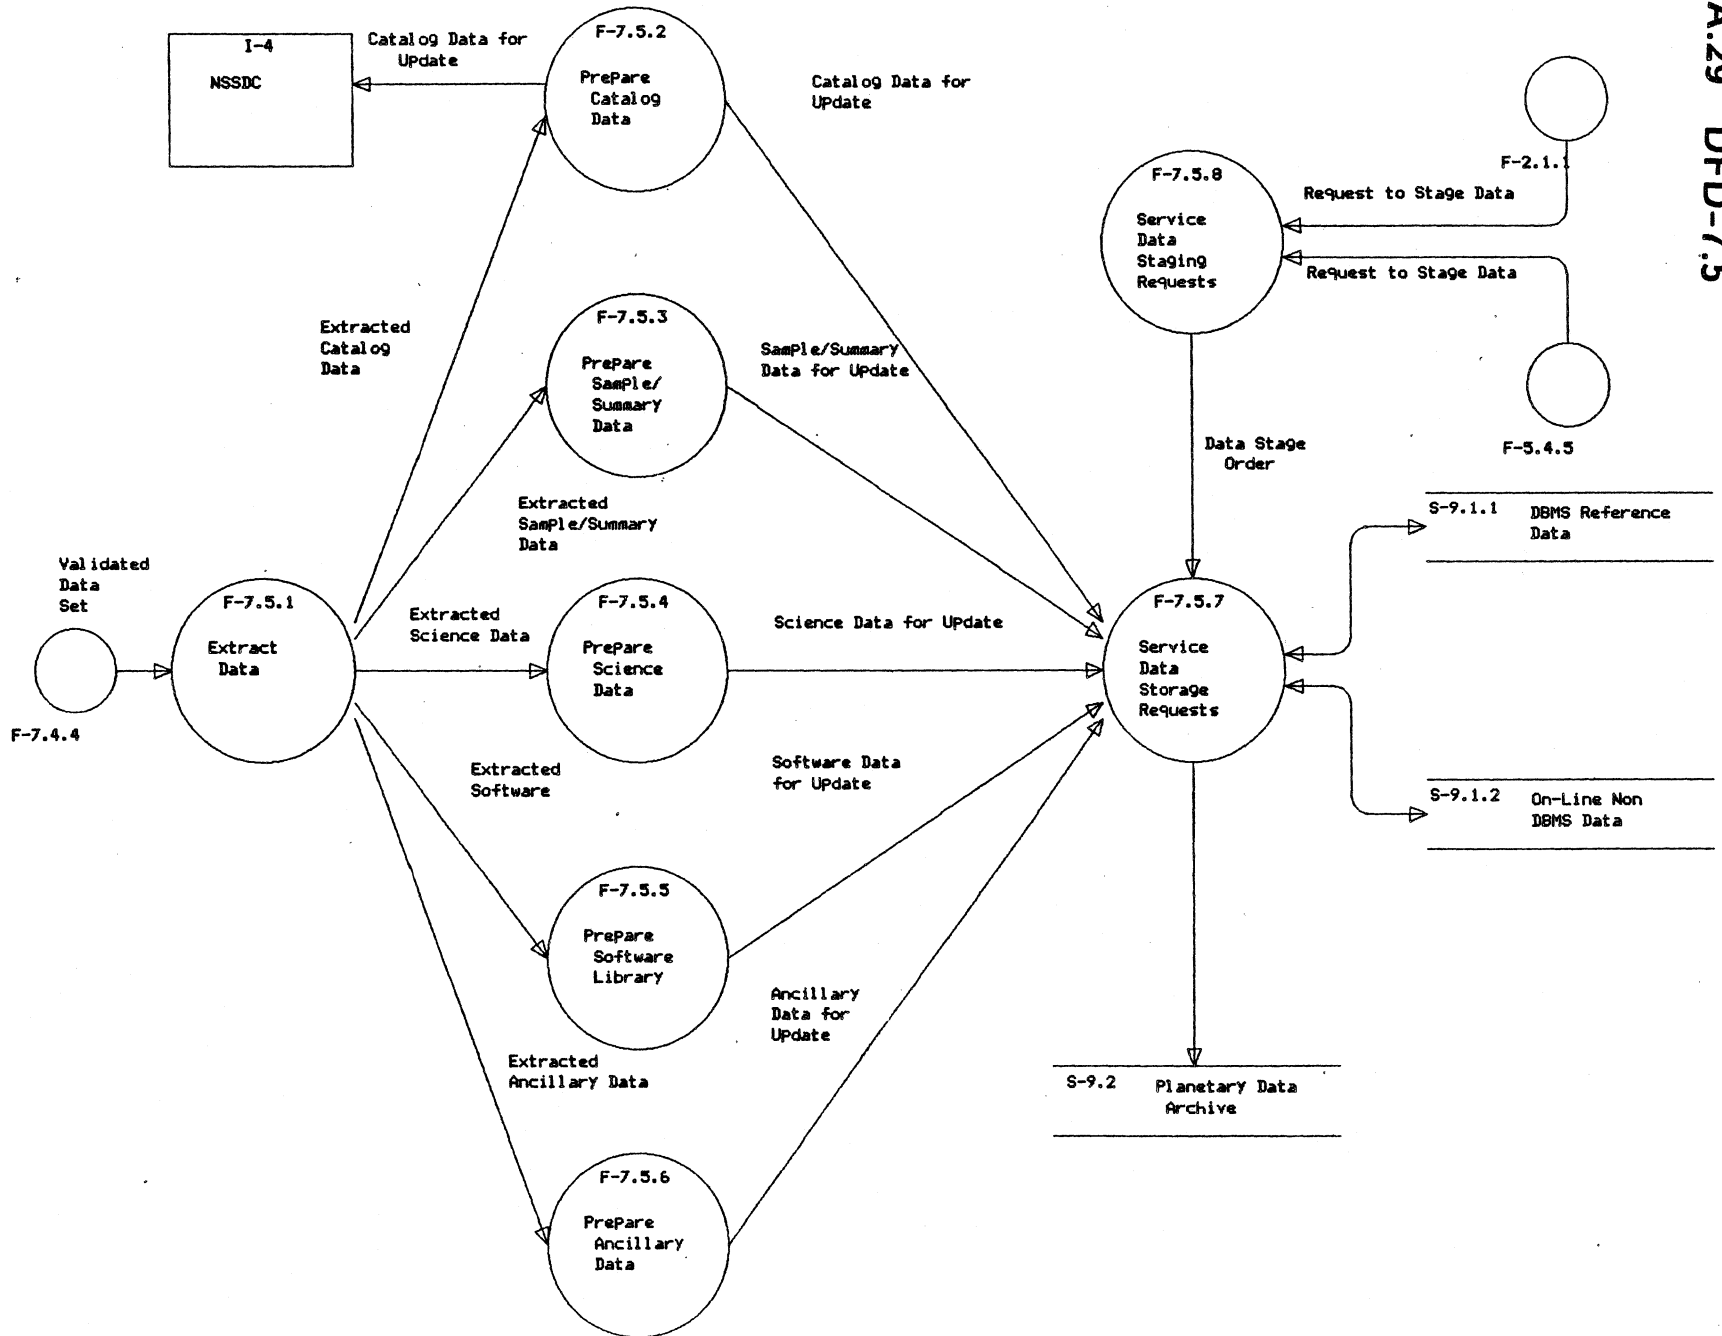 A.29 DFD-7.5
I-4
NSSDC
Catalog Data for
Update
F-7.5.2
Prepare
Catalog
Data
Catalog Data for
Update
F-2.1.1
F-7.5.8
Service
Data
Staging
Requests
Request to Stage Data
Request to Stage Data
F-5.4.5
Extracted
Catalog
Data
F-7.5.3
Prepare
Sample/
Summary
Data
Sample/Summary
Data for Update
Data Stage
Order
Extracted
Sample/Summary
Data
S-9.1.1
DBMS Reference
Data
Validated
Data
Set
F-7.4.4
F-7.5.1
Extract
Data
Extracted
Science Data
F-7.5.4
Prepare
Science
Data
Science Data for Update
F-7.5.7
Service
Data
Storage
Requests
S-9.1.2
On-Line Non
DBMS Data
Extracted
Software
Software Data
for Update
F-7.5.5
Prepare
Software
Library
Ancillary
Data for
Update
Extracted
Ancillary Data
S-9.2
Planetary Data
Archive
F-7.5.6
Prepare
Ancillary
Data